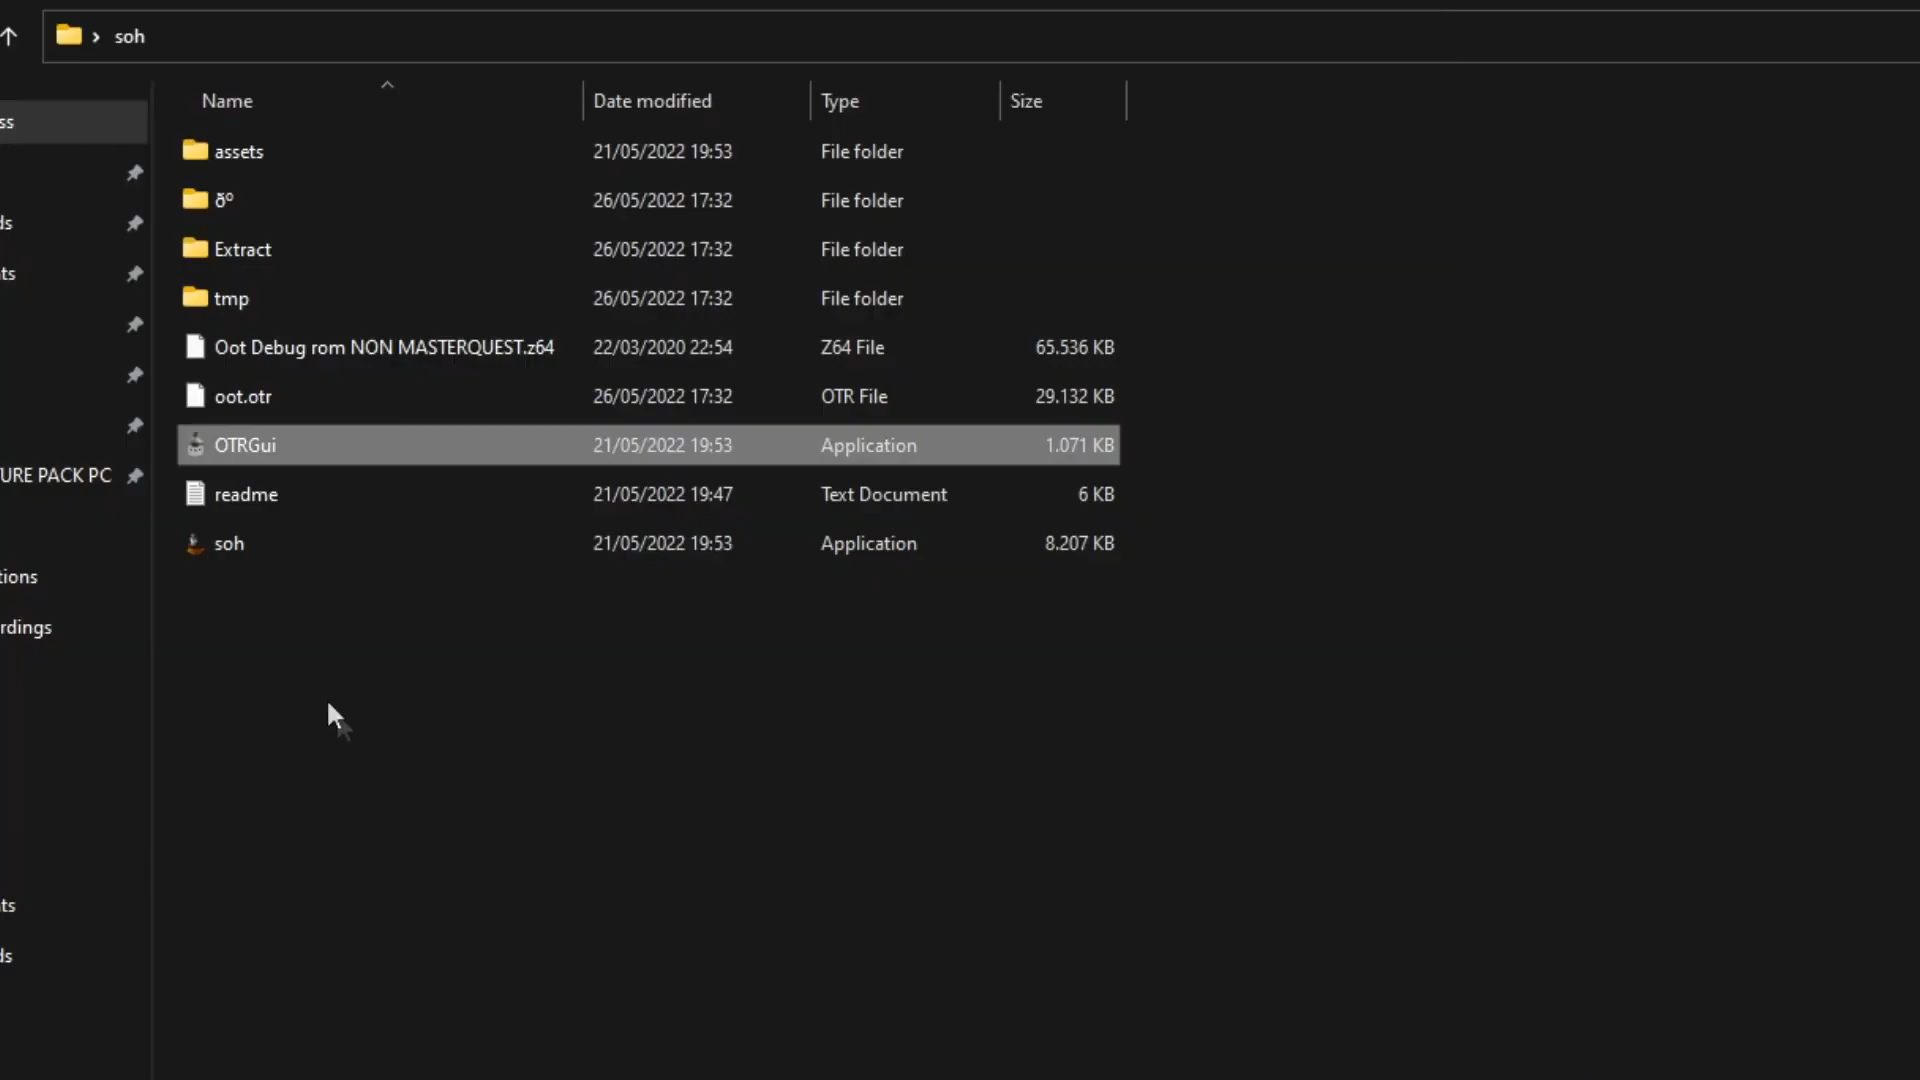 soh
Name Date modified Type Size
ss
assets 21/05/2022 19:53 File folder
ðº 26/05/2022 17:32 File folder
ds
Extract 26/05/2022 17:32 File folder
ts
tmp 26/05/2022 17:32 File folder
Oot Debug rom NON MASTERQUEST.z64 22/03/2020 22:54 Z64 File 65.536 KB
oot.otr 26/05/2022 17:32 OTR File 29.132 KB
OTRGui 21/05/2022 19:53 Application 1.071 KB
URE PACK PC
readme 21/05/2022 19:47 Text Document 6 KB
soh 21/05/2022 19:53 Application 8.207 KB
tions
rdings
ts
ds